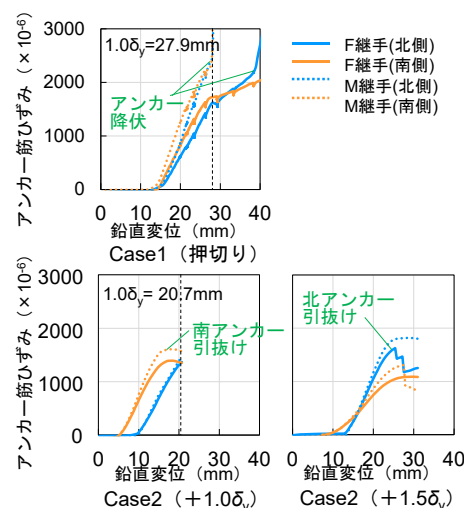 アンカー筋ひずみ（×10⁻⁶）
3000
2000
1000
0
1.0δy=27.9mm
アンカー
降伏
0 10 20 30 40
鉛直変位（mm）
Case1（押切り）
F継手(北側)
F継手(南側)
M継手(北側)
M継手(南側)
アンカー筋ひずみ（×10⁻⁶）
3000
2000
1000
0
1.0δy= 20.7mm
南アンカー
引抜け
0 10 20 30 40
鉛直変位（mm）
Case2（＋1.0δy）
北アンカー
引抜け
0 10 20 30 40
鉛直変位（mm）
Case2（＋1.5δy）